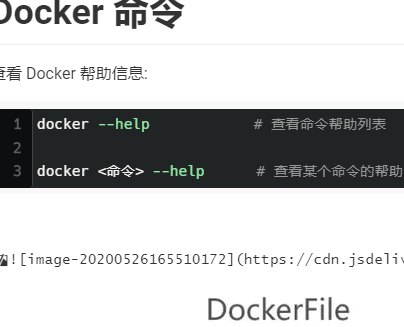 Docker 命令
查看 Docker 帮助信息:
1 docker --help # 查看命令帮助列表
2
3 docker <命令> --help # 查看某个命令的帮助
![image-20200526165510172](https://cdn.jsdeliv
DockerFile